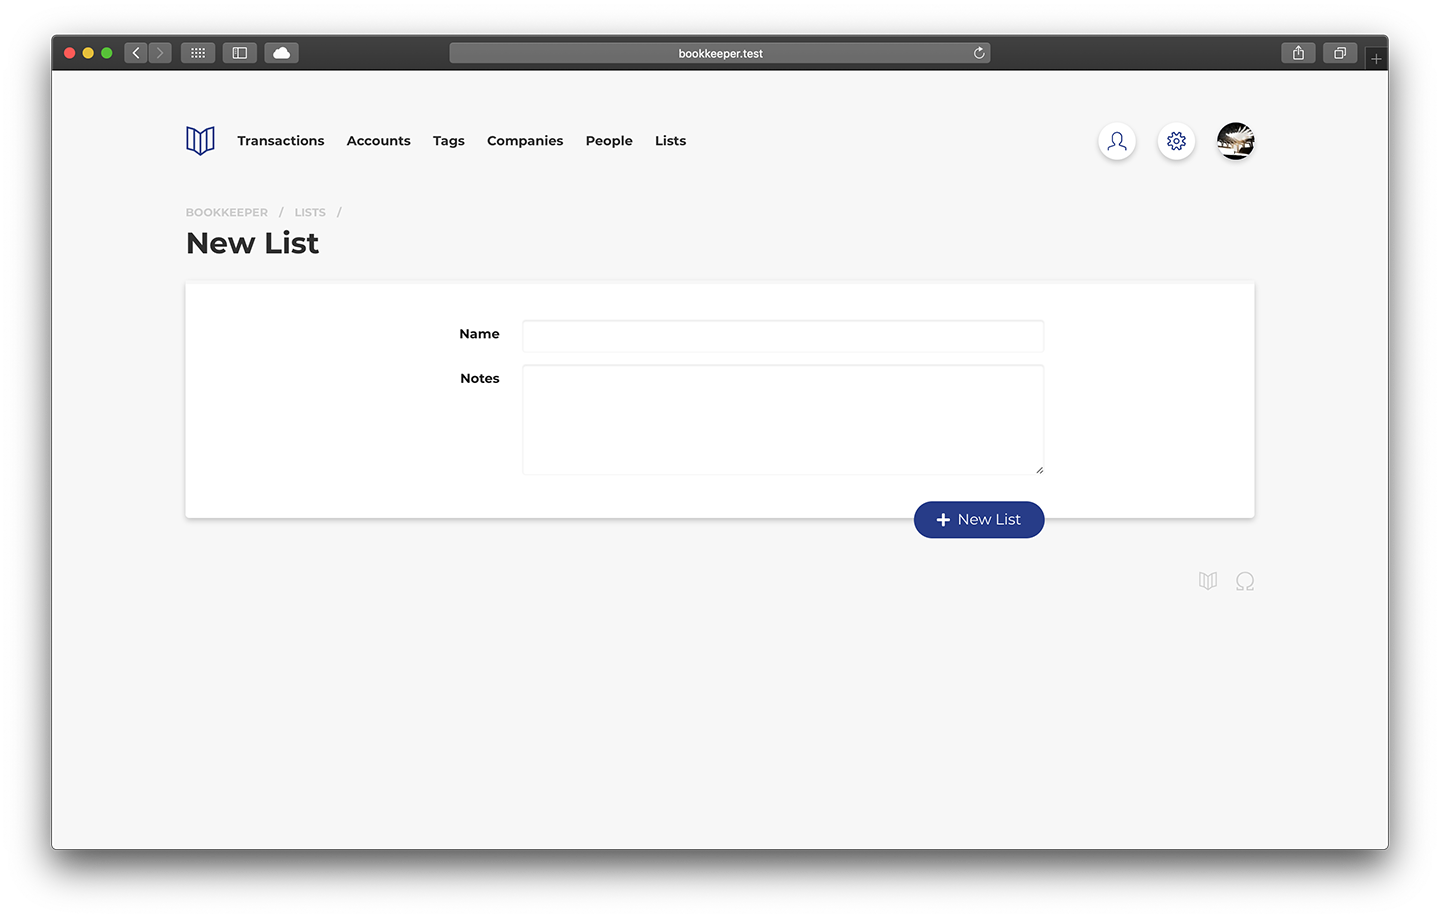 bookkeeper.test
Transactions Accounts Tags Companies People Lists
BOOKKEEPER / LISTS /
New List
Name
Notes
New List